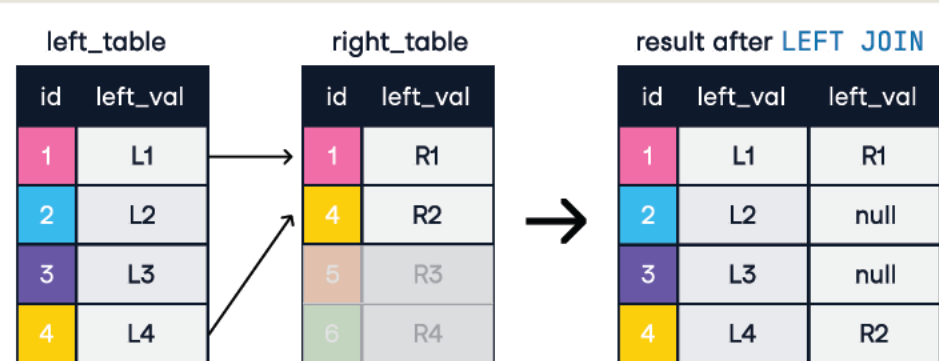 left_table right_table result after LEFT JOIN
id left_val id left_val id left_val left_val
1 L1 1 R1 1 L1 R1
2 L2 4 R2 2 L2 null
3 L3 5 R3 3 L3 null
4 L4 6 R4 4 L4 R2